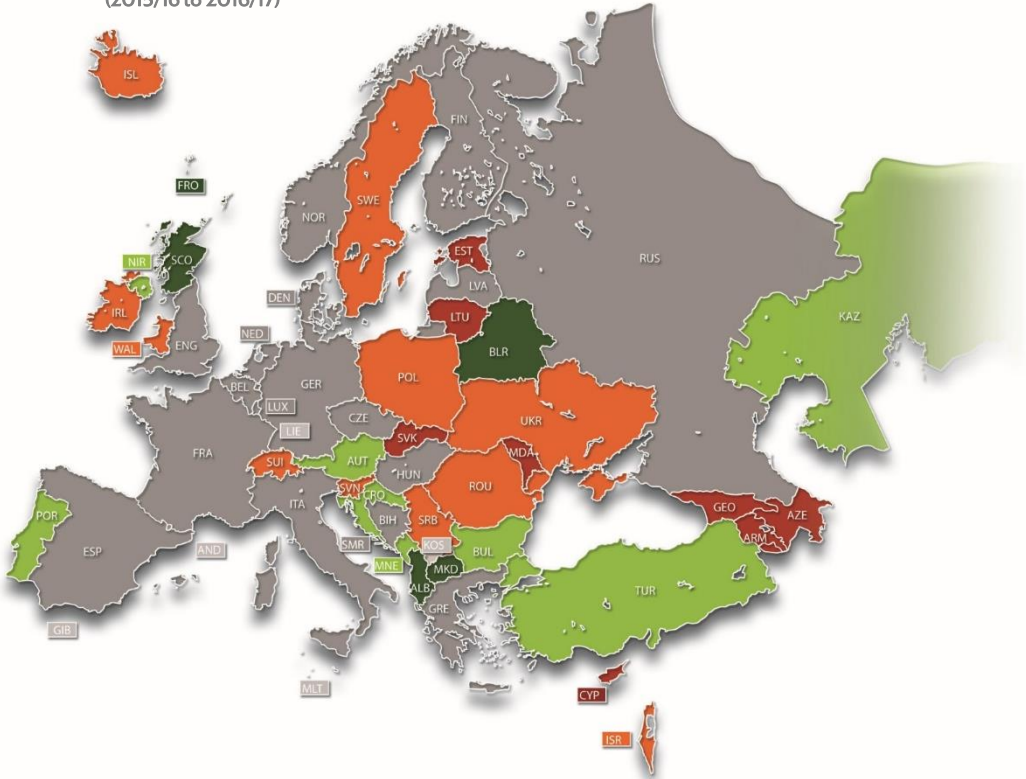 (2015/16 to 2016/17)
ISL
FIN
FRO
SWE
NOR
SCO
NIR
EST
RUS
LVA
DEN
IRL
LTU
KAZ
NED
ENG
WAL
BLR
BEL
GER
POL
LUX
CZE
UKR
LIE
SVK
FRA
MDA
AUT
SUI
HUN
ROU
SVN
CRO
ITA
GEO
AZE
POR
BIH
SRB
ARM
SMR
KOS
ESP
AND
BUL
MNE
MKD
ALB
TUR
GRE
GIB
MLT
CYP
ISR